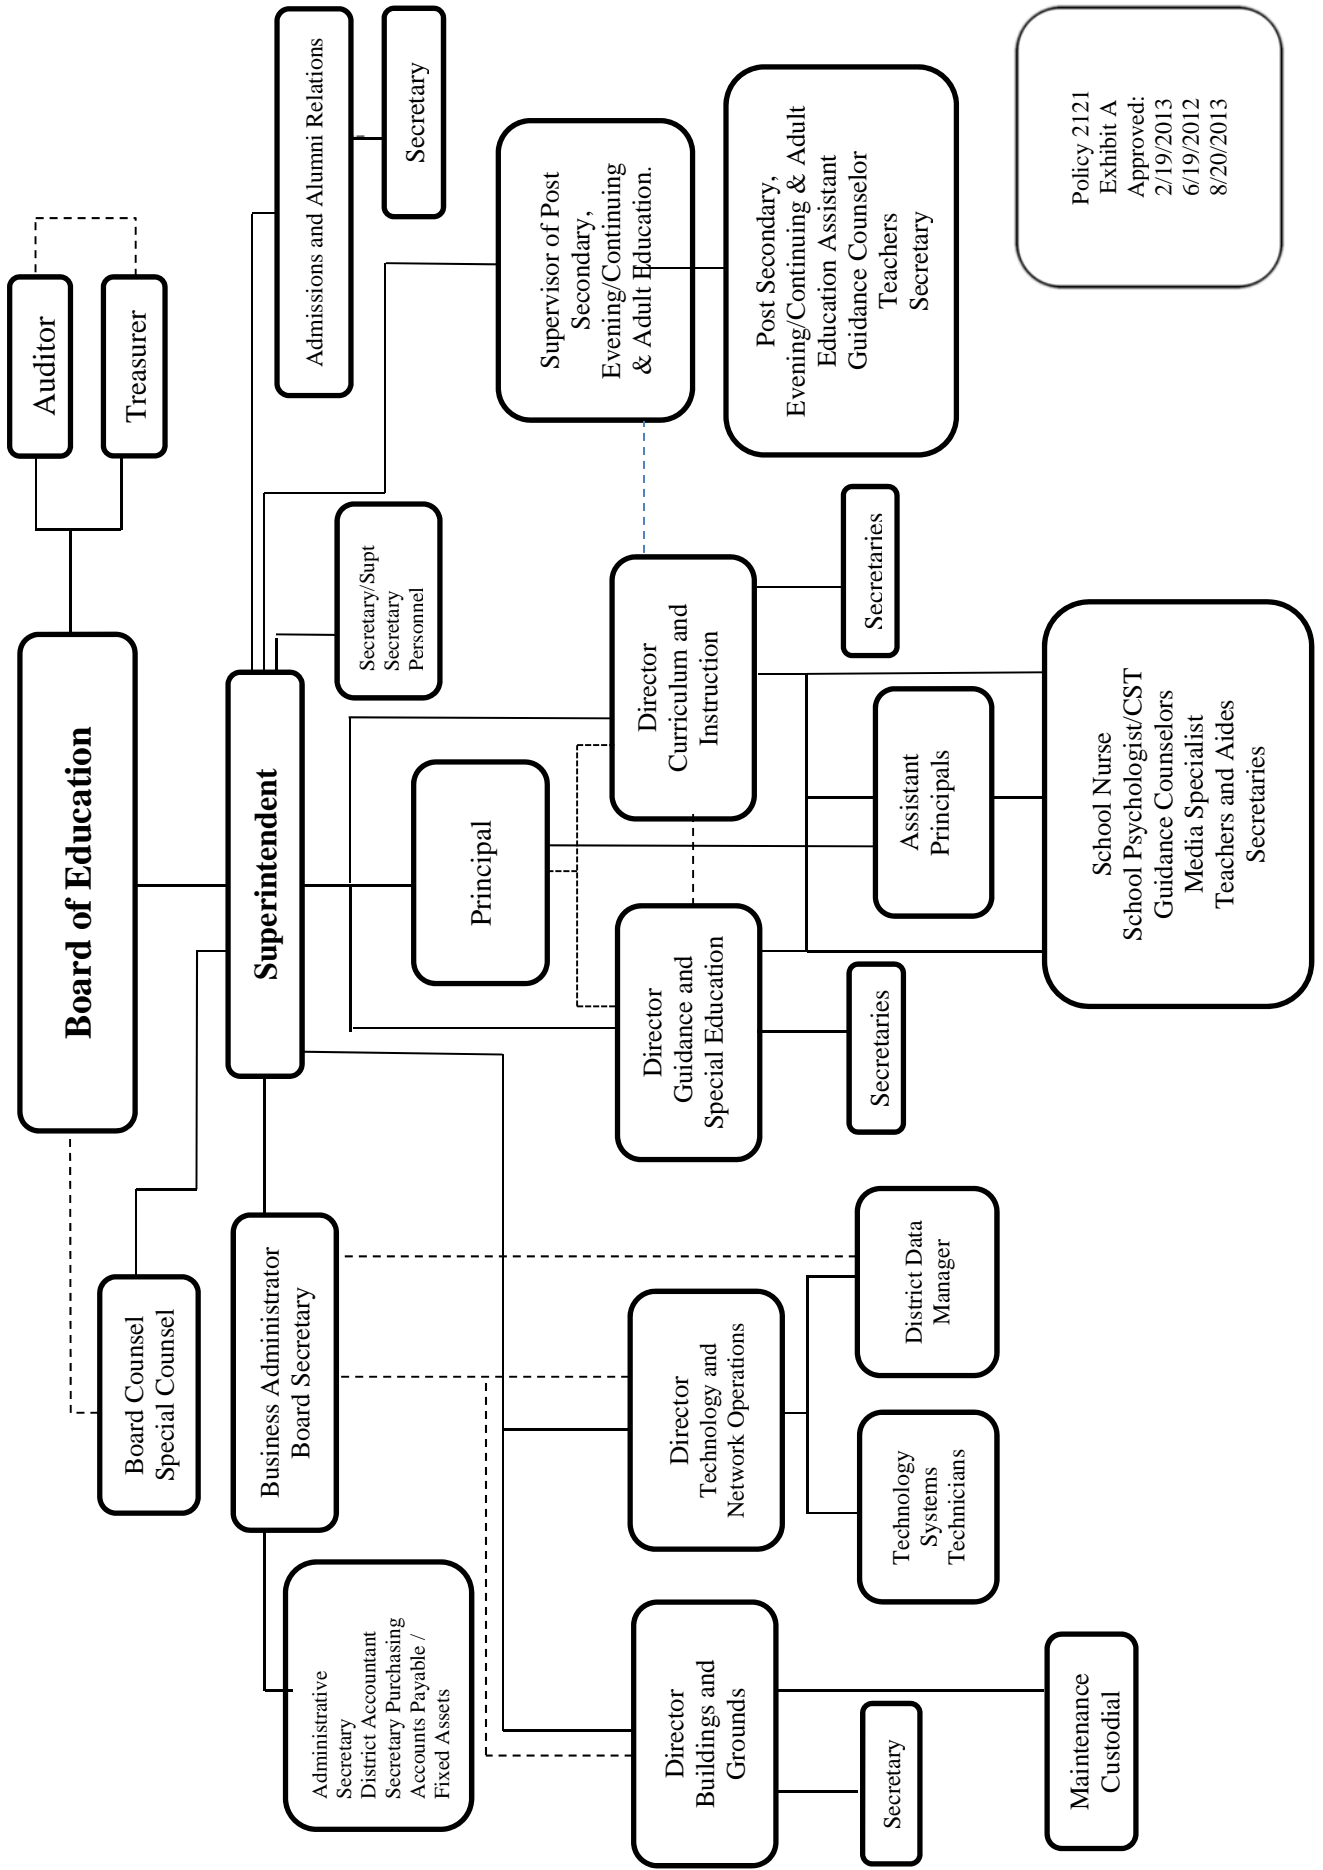 Board of Education
Auditor
Treasurer
Board Counsel
Special Counsel
Superintendent
Business Administrator
Board Secretary
Admissions and Alumni Relations
Secretary
Administrative
Secretary
District Accountant
Secretary Purchasing
Accounts Payable /
Fixed Assets
Secretary/Supt
Secretary
Personnel
Principal
Supervisor of Post
Secondary,
Evening/Continuing
& Adult Education.
Director
Buildings and
Grounds
Director
Technology and
Network Operations
Director
Guidance and
Special Education
Director
Curriculum and
Instruction
Post Secondary,
Evening/Continuing & Adult
Education Assistant
Guidance Counselor
Teachers
Secretary
Secretary
Technology
Systems
Technicians
District Data
Manager
Secretaries
Assistant
Principals
Secretaries
Maintenance
Custodial
School Nurse
School Psychologist/CST
Guidance Counselors
Media Specialist
Teachers and Aides
Secretaries
Policy 2121
Exhibit A
Approved:
2/19/2013
6/19/2012
8/20/2013